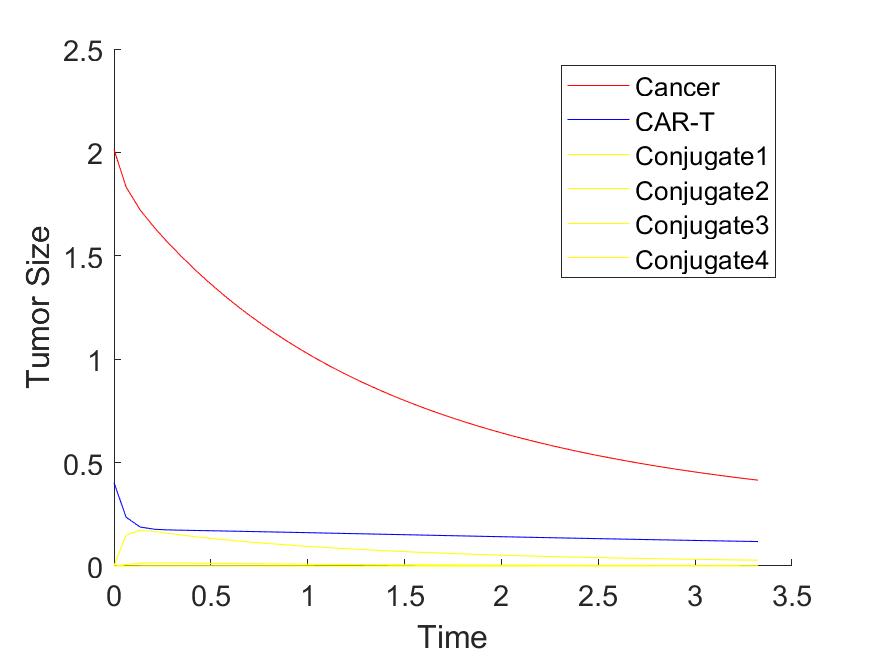 2.5
2
1.5
1
0.5
0
Tumor Size
Cancer
CAR-T
Conjugate1
Conjugate2
Conjugate3
Conjugate4
0 0.5 1 1.5 2 2.5 3 3.5
Time